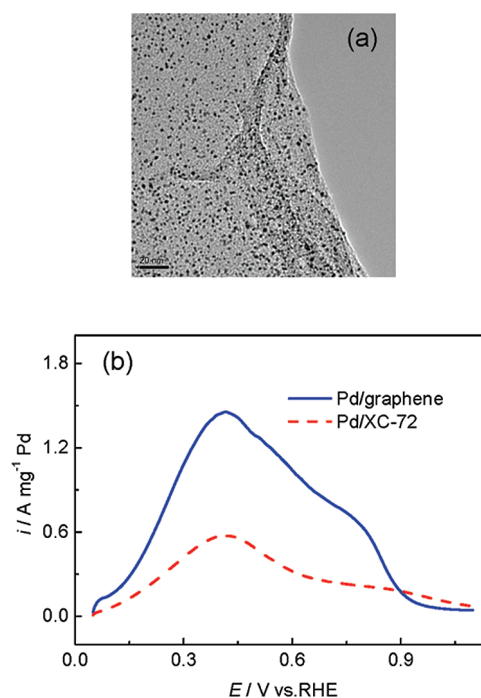 (a)
20 nm
(b)
1.8
1.2
0.6
0.0
i / A mg⁻¹ Pd
Pd/graphene
Pd/XC-72
0.0 0.3 0.6 0.9
E / V vs.RHE